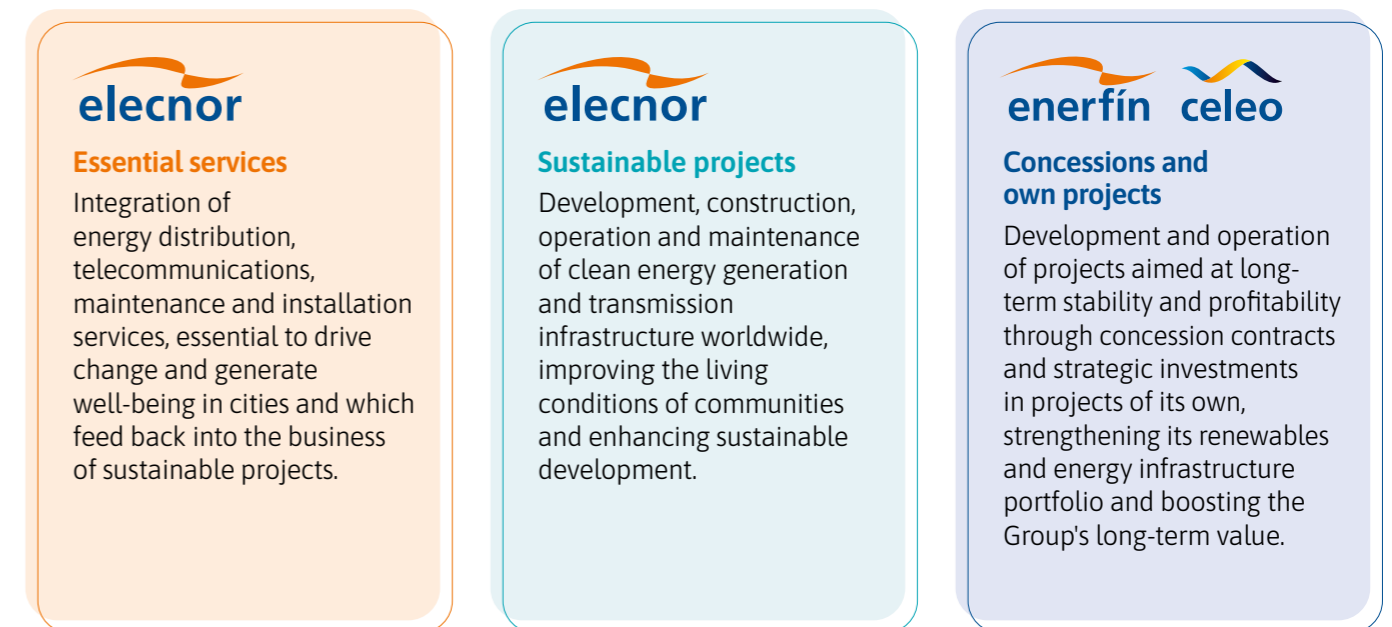 elecnor
Essential services
Integration of
energy distribution,
telecommunications,
maintenance and installation
services, essential to drive
change and generate
well-being in cities and which
feed back into the business
of sustainable projects.
elecnor
Sustainable projects
Development, construction,
operation and maintenance
of clean energy generation
and transmission
infrastructure worldwide,
improving the living
conditions of communities
and enhancing sustainable
development.
enerfín celeo
Concessions and
own projects
Development and operation
of projects aimed at long-
term stability and profitability
through concession contracts
and strategic investments
in projects of its own,
strengthening its renewables
and energy infrastructure
portfolio and boosting the
Group's long-term value.